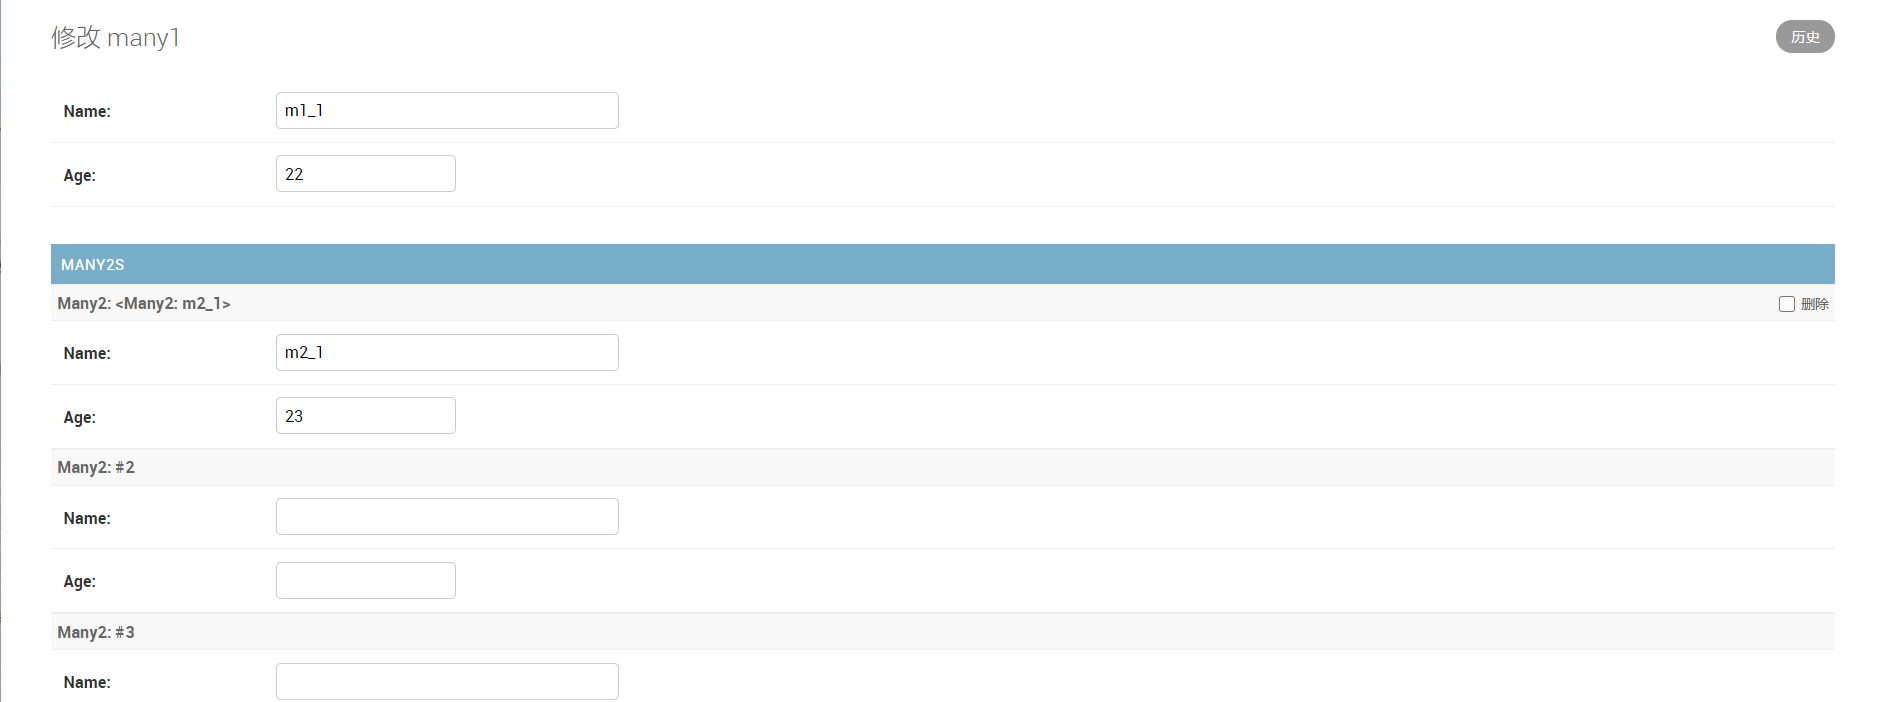 修改 many1
历史
Name:
m1_1
Age:
22
MANY2S
Many2: <Many2: m2_1>
删除
Name:
m2_1
Age:
23
Many2: #2
Name:
Age:
Many2: #3
Name: